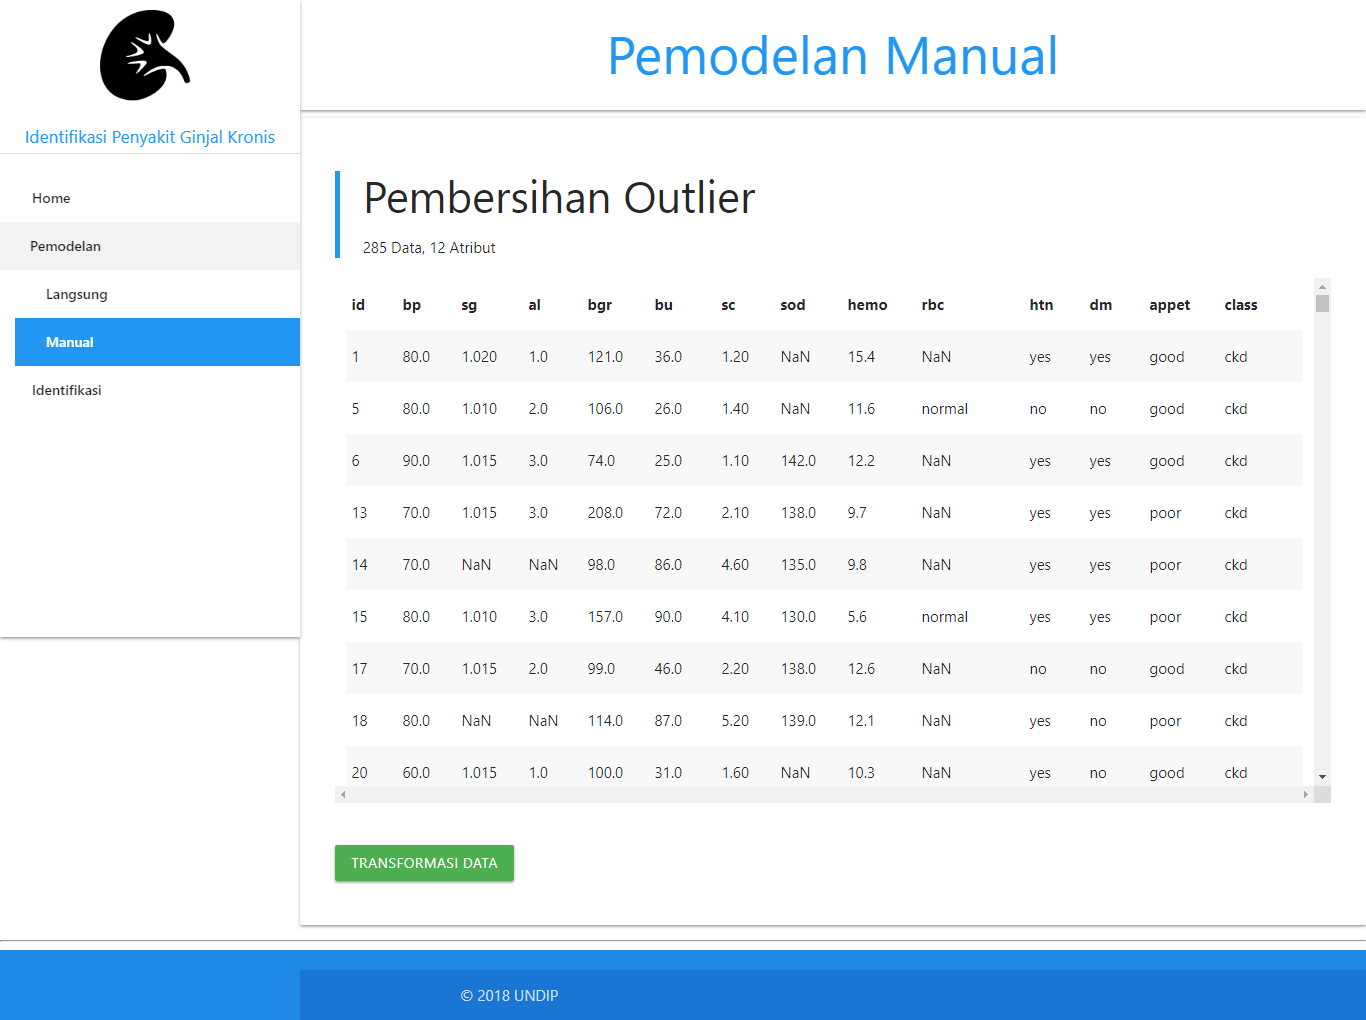 Identifikasi Penyakit Ginjal Kronis
Home
Pemodelan
Langsung
Manual
Identifikasi
Pemodelan Manual
Pembersihan Outlier
285 Data, 12 Atribut
id bp sg al bgr bu sc sod hemo rbc htn dm appet class
1 80.0 1.020 1.0 121.0 36.0 1.20 NaN 15.4 NaN yes yes good ckd
5 80.0 1.010 2.0 106.0 26.0 1.40 NaN 11.6 normal no no good ckd
6 90.0 1.015 3.0 74.0 25.0 1.10 142.0 12.2 NaN yes yes good ckd
13 70.0 1.015 3.0 208.0 72.0 2.10 138.0 9.7 NaN yes yes poor ckd
14 70.0 NaN NaN 98.0 86.0 4.60 135.0 9.8 NaN yes yes poor ckd
15 80.0 1.010 3.0 157.0 90.0 4.10 130.0 5.6 normal yes yes poor ckd
17 70.0 1.015 2.0 99.0 46.0 2.20 138.0 12.6 NaN no no good ckd
18 80.0 NaN NaN 114.0 87.0 5.20 139.0 12.1 NaN yes no poor ckd
20 60.0 1.015 1.0 100.0 31.0 1.60 NaN 10.3 NaN yes no good ckd
TRANSFORMASI DATA
© 2018 UNDIP